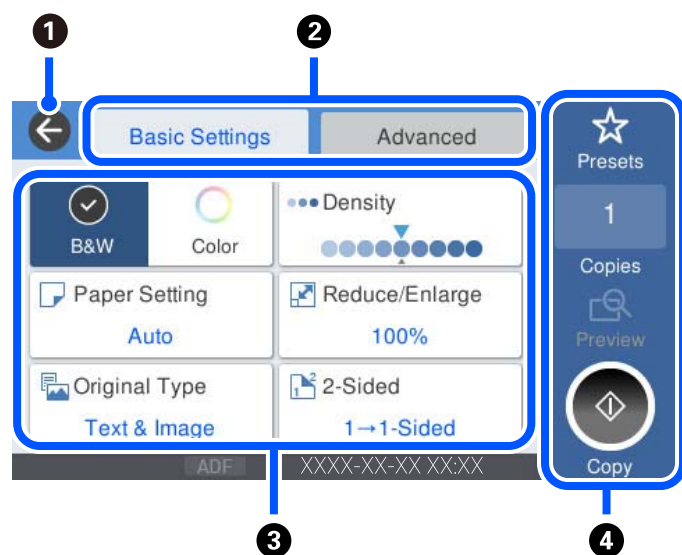 1
2
Basic Settings
Advanced
Presets
1
Copies
Preview
Copy
B&W
Color
Density
Paper Setting
Auto
Reduce/Enlarge
100%
Original Type
Text & Image
2-Sided
1→1-Sided
ADF
XXXX-XX-XX XX:XX
3
4